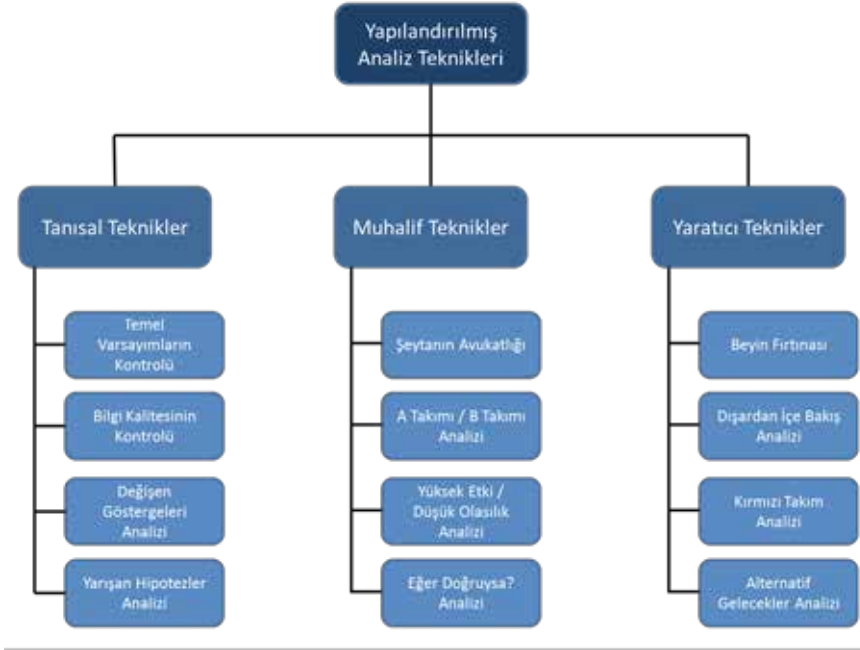 Yapılandırılmış
Analiz Teknikleri
Tanısal Teknikler
Muhalif Teknikler
Yaratıcı Teknikler
Temel
Varsayımların
Kontrolü
Bilgi Kalitesinin
Kontrolü
Değişen
Göstergeleri
Analizi
Yarışan Hipotezler
Analizi
Şeytanın Avukatlığı
A Takımı / B Takımı
Analizi
Yüksek Etki /
Düşük Olasılık
Analizi
Eğer Doğruysa?
Analizi
Beyin Fırtınası
Dışardan İçe Bakış
Analizi
Kırmızı Takım
Analizi
Alternatif
Gelecekler Analizi